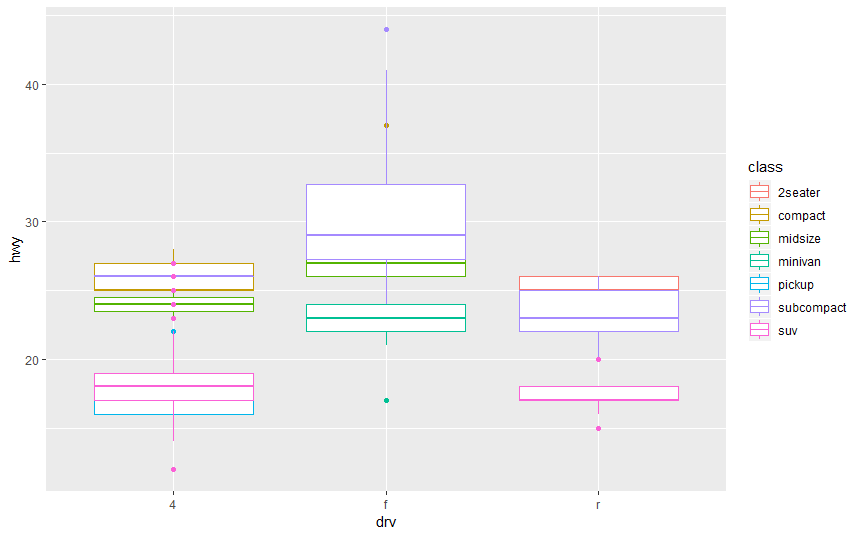 40
30
20
hwy
4
f
r
drv
class
2seater
compact
midsize
minivan
pickup
subcompact
suv